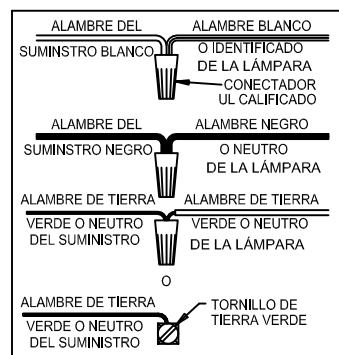 ALAMBRE DEL ALAMBRE BLANCO
SUMINSTRO BLANCO O IDENTIFICADO
DE LA LÁMPARA
CONECTADOR
UL CALIFICADO
ALAMBRE DEL ALAMBRE NEGRO
SUMINSTRO NEGRO O NEUTRO
DE LA LÁMPARA
ALAMBRE DE TIERRA ALAMBRE DE TIERRA
VERDE O NEUTRO VERDE O NEUTRO
DEL SUMINISTRO DE LA LÁMPARA
O
ALAMBRE DE TIERRA TORNILLO DE
TIERRA VERDE
VERDE O NEUTRO
DEL SUMINISTRO